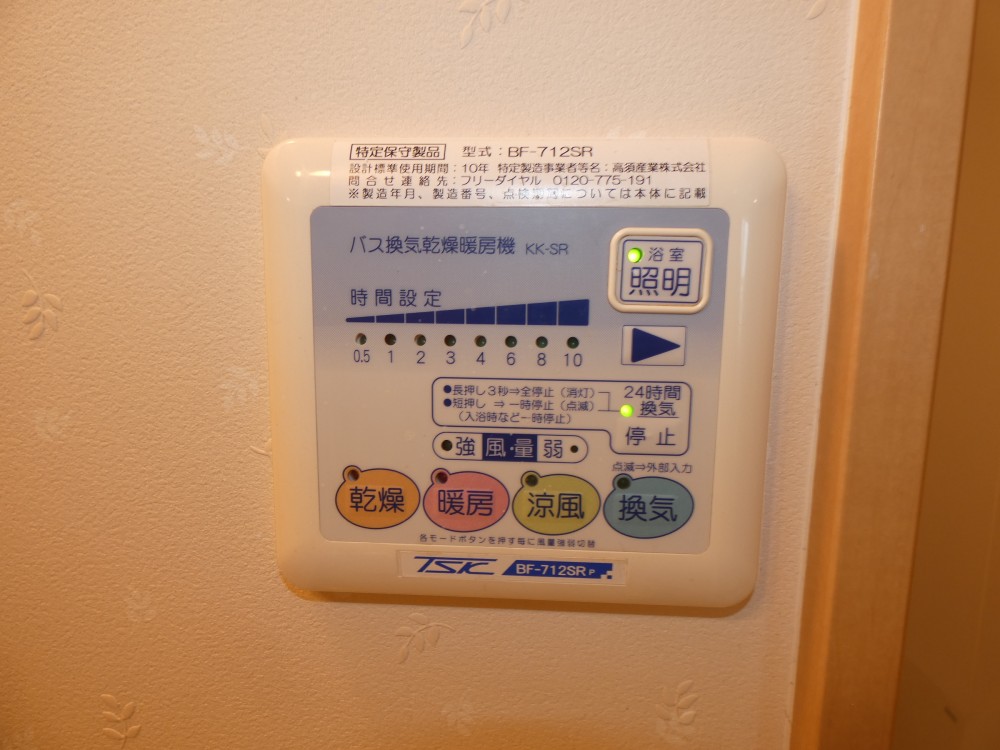 特定保守製品 型式：BF-712SR
設計標準使用期間：10年 特定製造事業者等名：高須産業株式会社
問合せ連絡先：フリーダイヤル 0120-775-191
※製造年月、製造番号、点検期間については本体に記載
バス換気乾燥暖房機 KK-SR
浴室
照明
時間設定
0.5 1 2 3 4 6 8 10
●長押し3秒⇒全停止（消灯）
●短押し ⇒一時停止（点滅）
（入浴時など一時停止）
24時間
換気
停止
強 風・量 弱
点滅⇒外部入力
乾燥 暖房 涼風 換気
各モードボタンを押す毎に風量強弱切替
TSK BF-712SR P